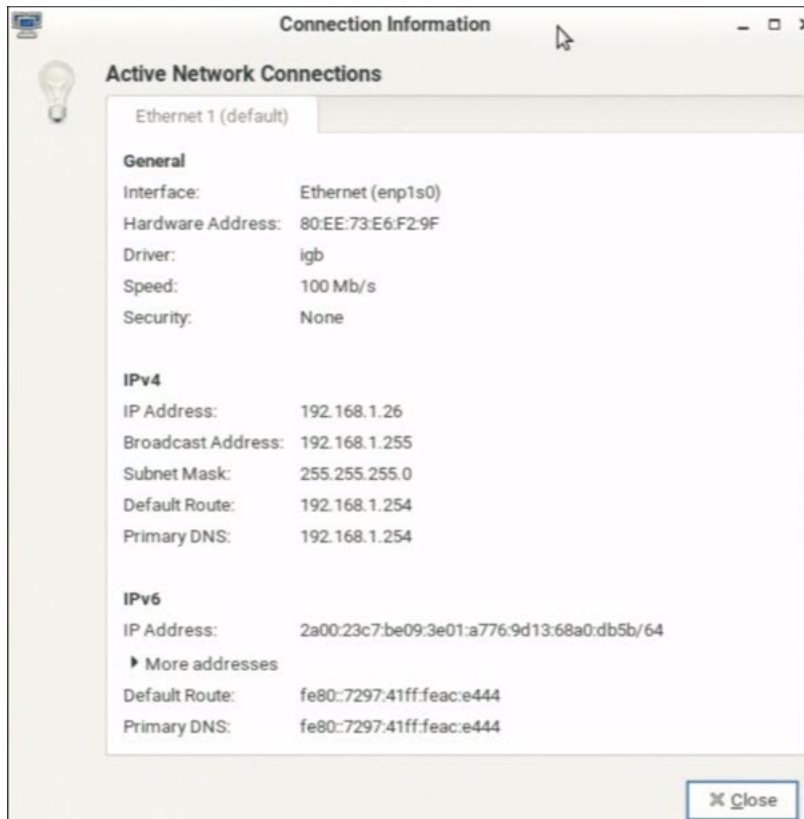 Connection Information
Active Network Connections
Ethernet 1 (default)
General
Interface: Ethernet (enp1s0)
Hardware Address: 80:EE:73:E6:F2:9F
Driver: igb
Speed: 100 Mb/s
Security: None
IPv4
IP Address: 192.168.1.26
Broadcast Address: 192.168.1.255
Subnet Mask: 255.255.255.0
Default Route: 192.168.1.254
Primary DNS: 192.168.1.254
IPv6
IP Address: 2a00:23c7:be09:3e01:a776:9d13:68a0:db5b/64
More addresses
Default Route: fe80::7297:41ff:feac:e444
Primary DNS: fe80::7297:41ff:feac:e444
Close